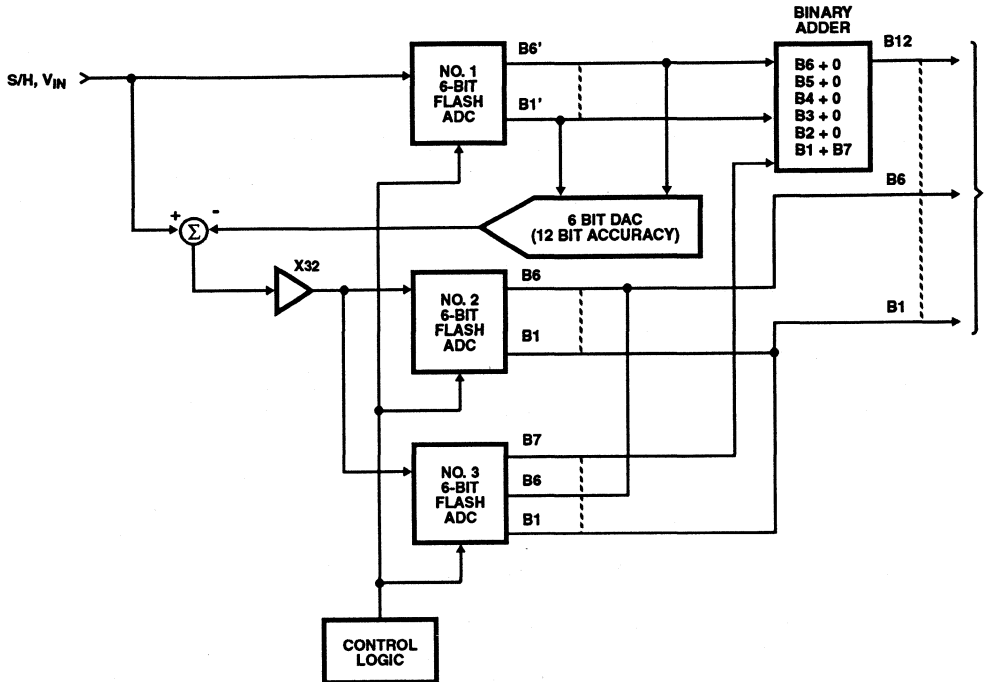 BINARY
ADDER
B12
B6'
S/H, VIN
NO. 1
6-BIT
FLASH
ADC
B6 + 0
B5 + 0
B4 + 0
B3 + 0
B2 + 0
B1 + B7
B1'
B6
+
-
Σ
6 BIT DAC
(12 BIT ACCURACY)
X32
B6
NO. 2
6-BIT
FLASH
ADC
B1
B1
B7
NO. 3
6-BIT
FLASH
ADC
B6
B1
CONTROL
LOGIC